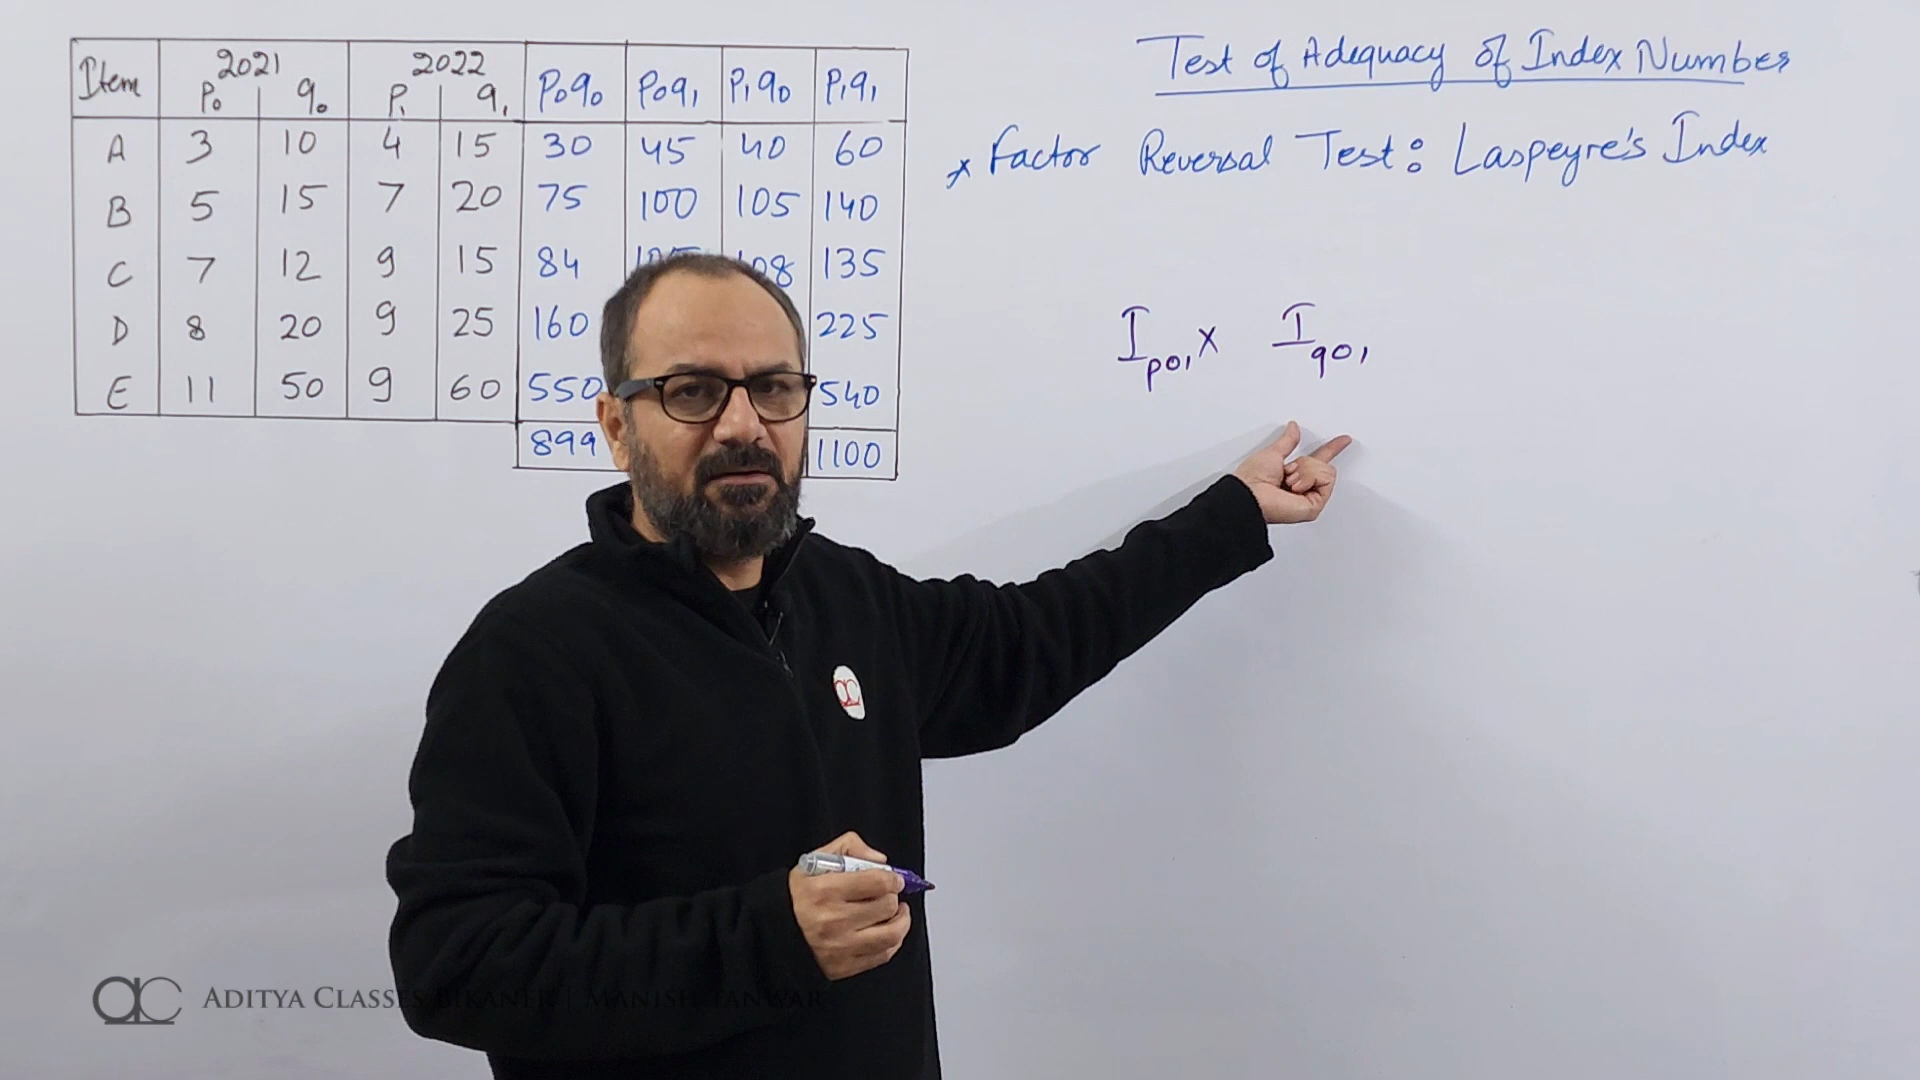 Test of Adequacy of Index Number
* Factor Reversal Test: Laspeyre's Index
Item 2021 2022 P0q0 P0q1 P1q0 P1q1
P0 q0 P1 q1
A 3 10 4 15 30 45 40 60
B 5 15 7 20 75 100 105 140
C 7 12 9 15 84 108 135
D 8 20 9 25 160 225
E 11 50 9 60 550 540
899 1100
Ip01 × Iq01
ac
ADITYA CLASSES BIKANER | MANISH TANWAR